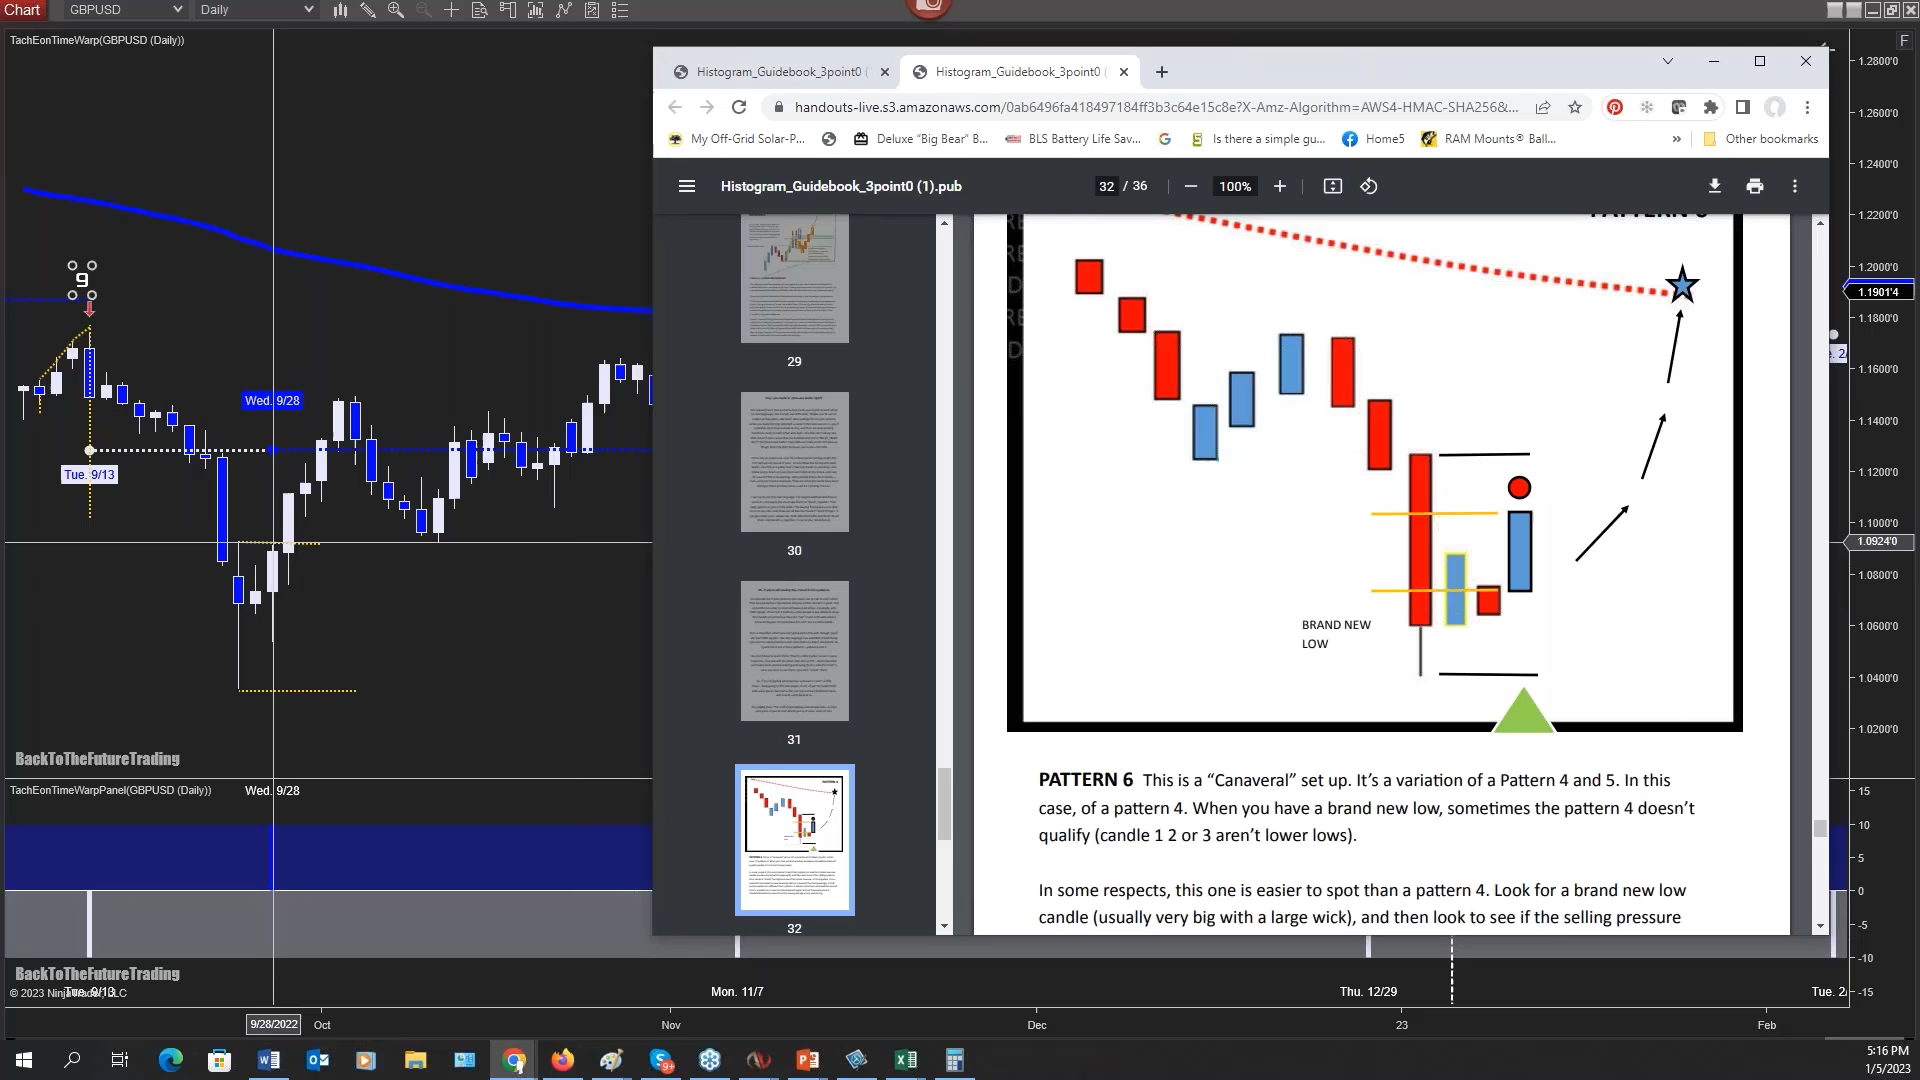 Chart
GBPUSD
Daily
TachEonTimeWarp(GBPUSD (Daily))
F
1.2800'0
1.2600'0
1.2400'0
1.2200'0
1.2000'0
1.1901'4
1.1800'0
1.1600'0
1.1400'0
1.1200'0
1.1000'0
1.0924'0
1.0800'0
1.0600'0
1.0400'0
1.0200'0
9
Wed. 9/28
Tue. 9/13
BackToTheFutureTrading
TachEonTimeWarpPanel(GBPUSD (Daily))
Wed. 9/28
15
10
5
0
-5
-10
-15
BackToTheFutureTrading
© 2023 NinjaTrader, LLC
Tue. 9/13
Mon. 11/7
Thu. 12/29
Tue. 2/
9/28/2022
Oct
Nov
Dec
23
Feb
Histogram_Guidebook_3point0 (
Histogram_Guidebook_3point0 (
handouts-live.s3.amazonaws.com/0ab6496fa418497184ff3b3c64e15c8e?X-Amz-Algorithm=AWS4-HMAC-SHA256&...
My Off-Grid Solar-P...
Deluxe “Big Bear” B...
BLS Battery Life Sav...
Is there a simple gu...
Home5
RAM Mounts® Ball...
»
Other bookmarks
Histogram_Guidebook_3point0 (1).pub
32 / 36
100%
29
30
31
32
BRAND NEW
LOW
PATTERN 6 This is a “Canaveral” set up. It’s a variation of a Pattern 4 and 5. In this
case, of a pattern 4. When you have a brand new low, sometimes the pattern 4 doesn’t
qualify (candle 1 2 or 3 aren’t lower lows).
In some respects, this one is easier to spot than a pattern 4. Look for a brand new low
candle (usually very big with a large wick), and then look to see if the selling pressure
5:16 PM
1/5/2023